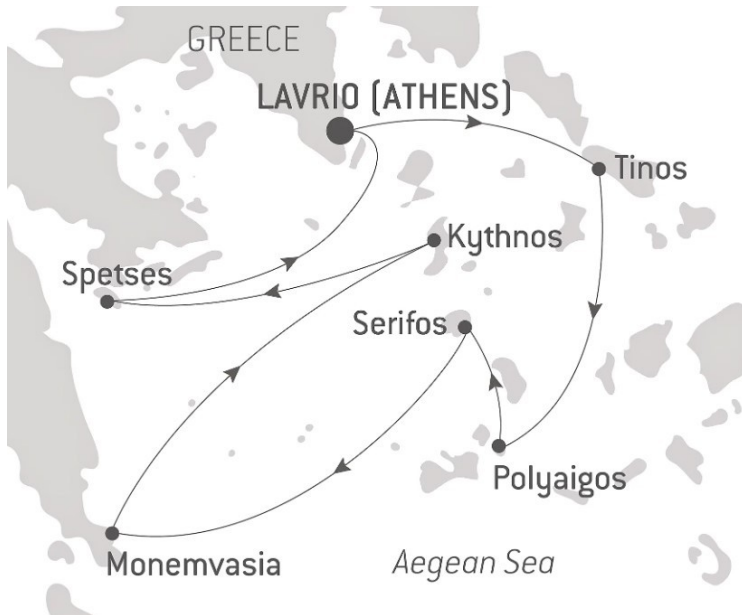 GREECE
LAVRIO (ATHENS)
Tinos
Kythnos
Spetses
Serifos
Polyaigos
Monemvasia
Aegean Sea